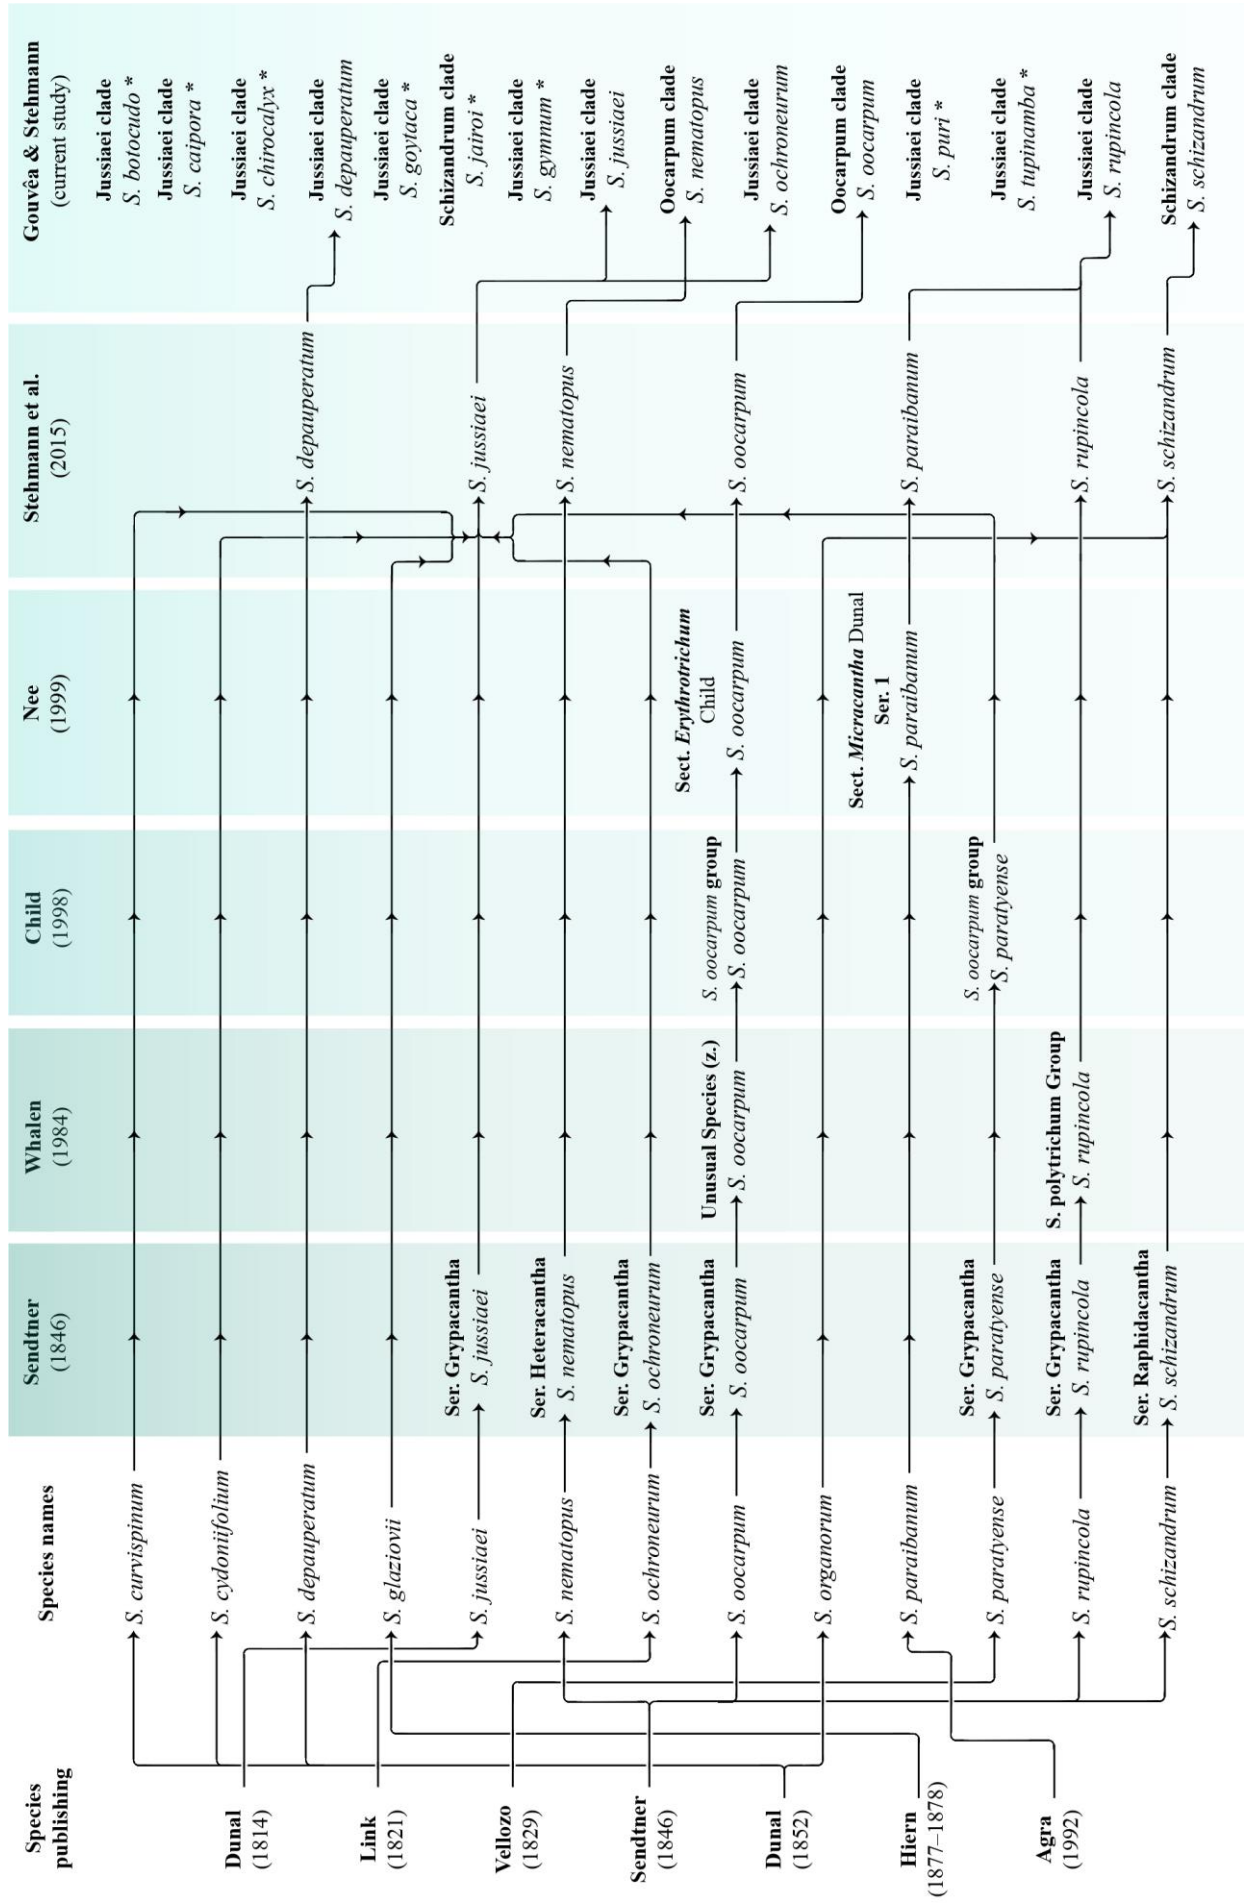 Species
publishing
Species names
Sendtner
(1846)
Whalen
(1984)
Child
(1998)
Nee
(1999)
Stehmann et al.
(2015)
Gouvêa & Stehmann
(current study)
Dunal
(1814)
Link
(1821)
Vellozo
(1829)
Sendtner
(1846)
Dunal
(1852)
Hiern
(1877–1878)
Agra
(1992)
S. curvispinum
S. cydoniifolium
S. depauperatum
S. glaziovii
S. jussiaei
S. nematopus
S. ochroneurum
S. oocarpum
S. organorum
S. paraibanum
S. paratyense
S. rupincola
S. schizandrum
Ser. Grypacantha
S. jussiaei
Ser. Heteracantha
S. nematopus
Ser. Grypacantha
S. ochroneurum
Ser. Grypacantha
S. oocarpum
Ser. Grypacantha
S. paratyense
Ser. Grypacantha
S. rupincola
Ser. Raphidacantha
S. schizandrum
Unusual Species (z.)
S. oocarpum
S. polytrichum Group
S. rupincola
S. oocarpum group
S. oocarpum
S. oocarpum group
S. paratyense
Sect. Erythrotrichum
Child
S. oocarpum
Sect. Micracantha Dunal
Ser. 1
S. paraibanum
S. depauperatum
S. jussiaei
S. nematopus
S. oocarpum
S. paraibanum
S. rupincola
S. schizandrum
Jussiaei clade
S. botocudo *
Jussiaei clade
S. caipora *
Jussiaei clade
S. chirocalyx *
Jussiaei clade
S. depauperatum
Jussiaei clade
S. goytaca *
Schizandrum clade
S. jairoi *
Jussiaei clade
S. gymnum *
Jussiaei clade
S. jussiaei
Oocarpum clade
S. nematopus
Jussiaei clade
S. ochroneurum
Oocarpum clade
S. oocarpum
Jussiaei clade
S. puri *
Jussiaei clade
S. tupinamba *
Jussiaei clade
S. rupincola
Schizandrum clade
S. schizandrum